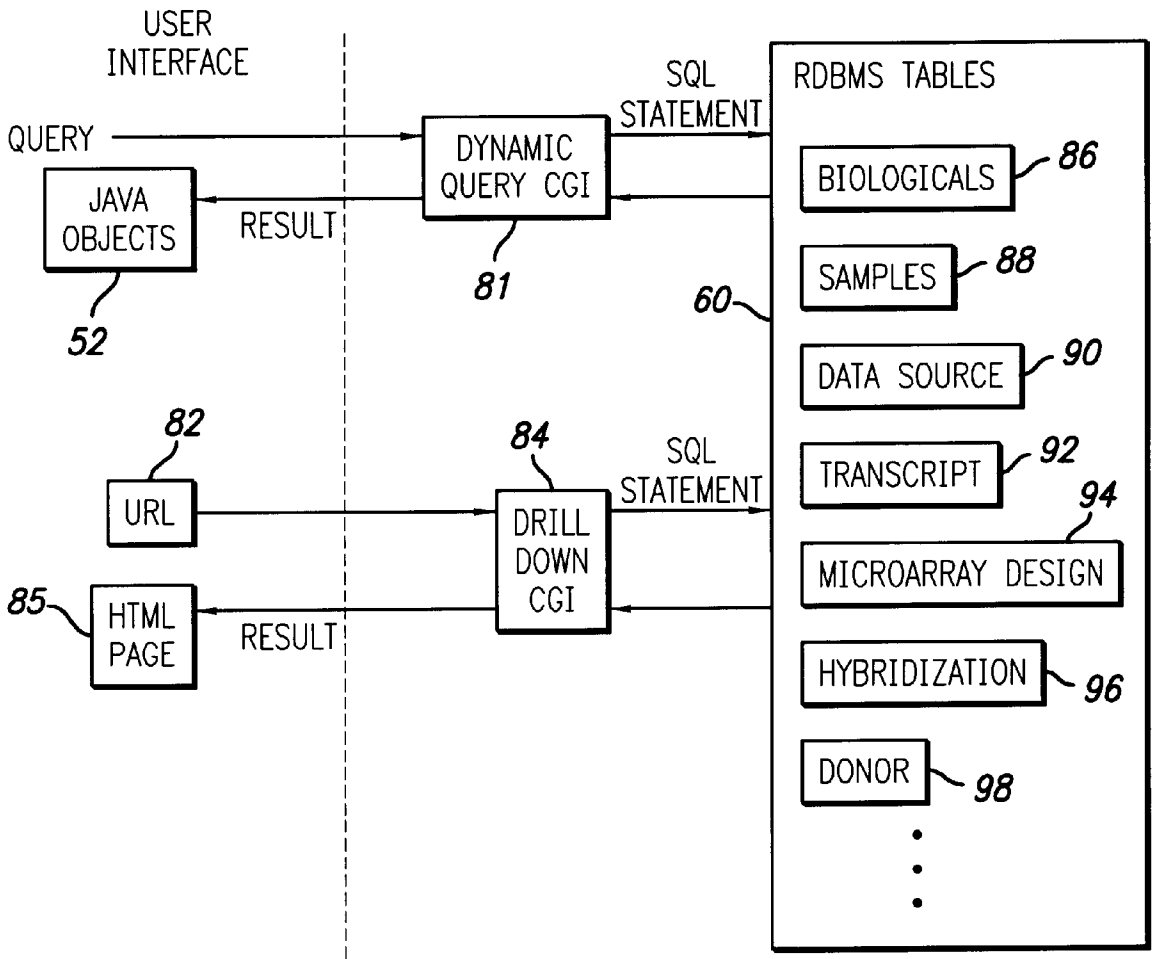 USER
INTERFACE
QUERY
JAVA
OBJECTS
52
RESULT
DYNAMIC
QUERY CGI
81
SQL
STATEMENT
82
URL
85
HTML
PAGE
RESULT
84
DRILL
DOWN
CGI
SQL
STATEMENT
60
RDBMS TABLES
BIOLOGICALS
86
SAMPLES
88
DATA SOURCE
90
TRANSCRIPT
92
MICROARRAY DESIGN
94
HYBRIDIZATION
96
DONOR
98